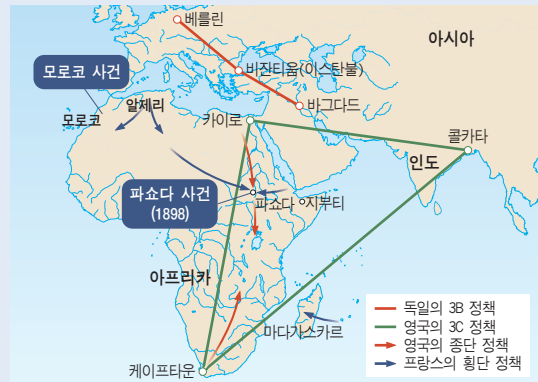 베를린
아시아
비잔티움(이스탄불)
모로코 사건
바그다드
알제리
모로코
카이로
콜카타
인도
파쇼다 사건
(1898)
파쇼다
지부티
아프리카
마다가스카르
케이프타운
독일의 3B 정책
영국의 3C 정책
영국의 종단 정책
프랑스의 횡단 정책